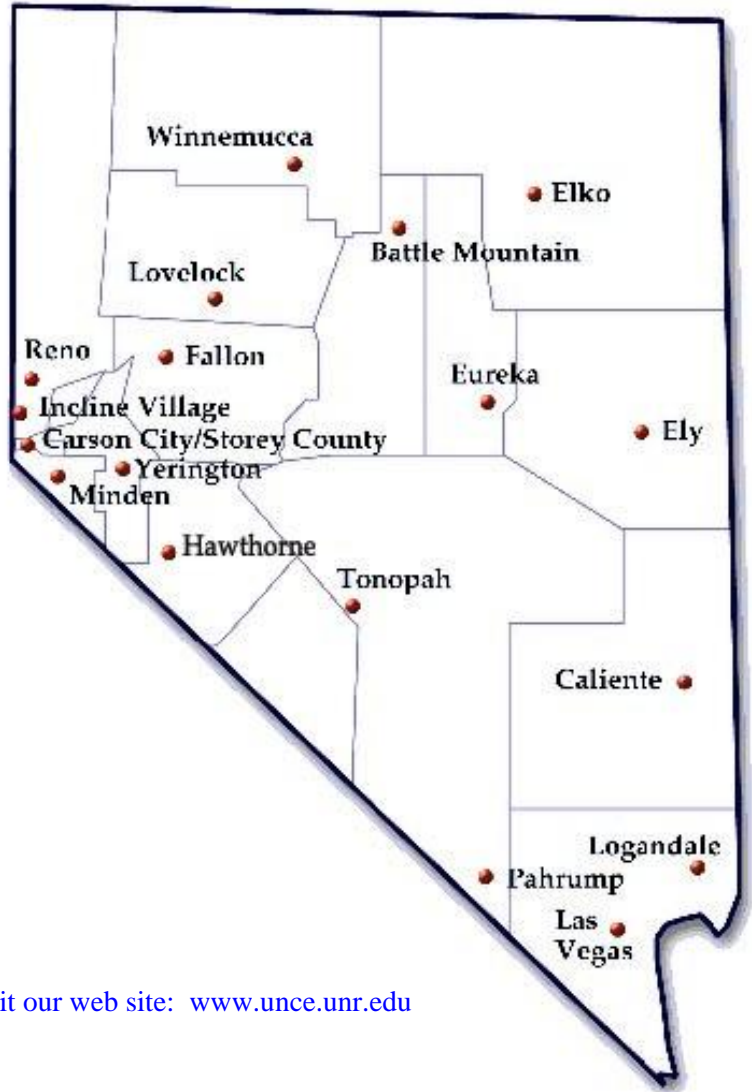 Winnemucca
Elko
Battle Mountain
Lovelock
Reno
Fallon
Eureka
Incline Village
Ely
Carson City/Storey County
Yerington
Minden
Hawthorne
Tonopah
Caliente
Logandale
Pahrump
Las
Vegas
it our web site: www.unce.unr.edu